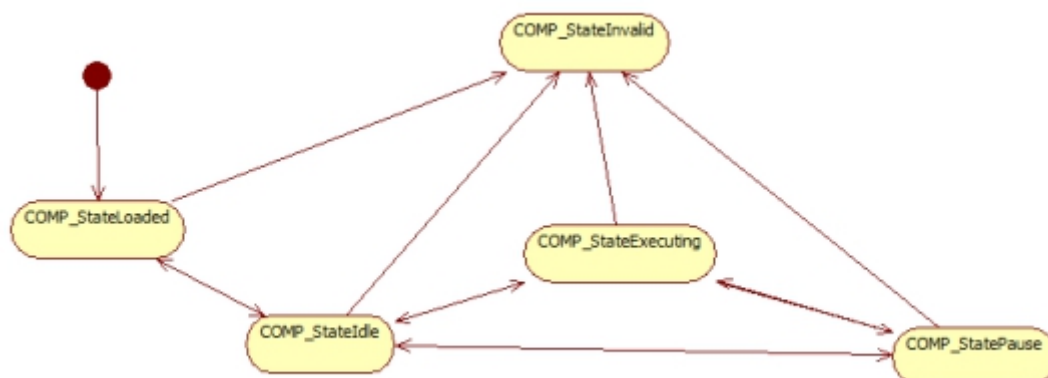 COMP_StateInvalid
COMP_StateLoaded
COMP_StateExecuting
COMP_StateIdle
COMP_StatePause